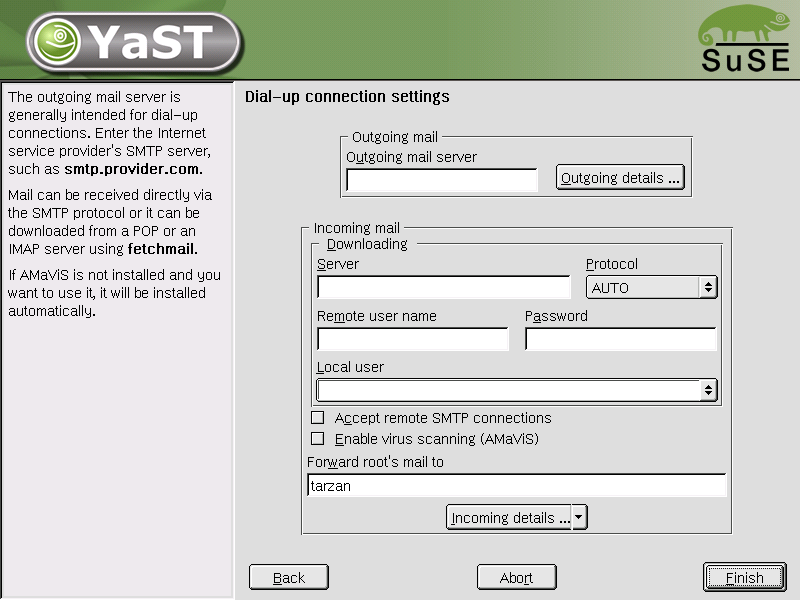 YaST
SuSE
The outgoing mail server is
generally intended for dial-up
connections. Enter the Internet
service provider's SMTP server,
such as smtp.provider.com.
Mail can be received directly via
the SMTP protocol or it can be
downloaded from a POP or an
IMAP server using fetchmail.
If AMaViS is not installed and you
want to use it, it will be installed
automatically.
Dial-up connection settings
Outgoing mail
Outgoing mail server
Outgoing details ...
Incoming mail
Downloading
Server
Protocol
AUTO
Remote user name
Password
Local user
Accept remote SMTP connections
Enable virus scanning (AMaViS)
Forward root's mail to
tarzan
Incoming details ...
Back
Abort
Finish